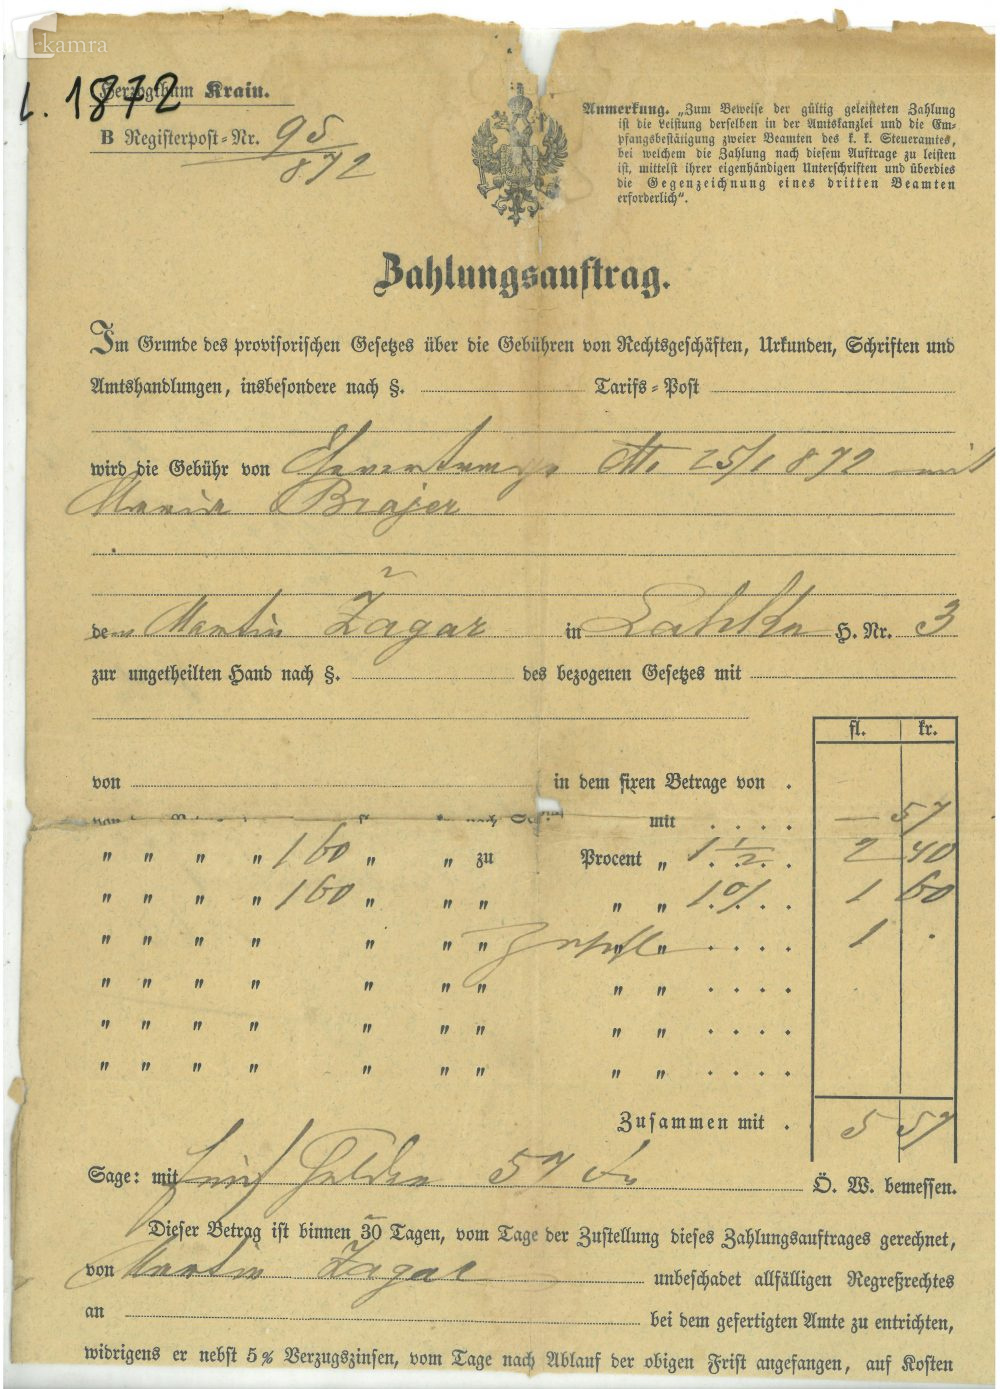 kamra
l. 1872
Herzogthum Krain.
B Registerpost-Nr. 95/872
Anmerkung. „Zum Beweise der gültig geleisteten Zahlung
ist die Leistung derselben in der Amtskanzlei und die Em-
pfangsbestätigung zweier Beamten des k. k. Steueramtes,
bei welchem die Zahlung nach diesem Auftrage zu leisten
ist, mittelst ihrer eigenhändigen Unterschriften und überdies
die Gegenzeichnung eines dritten Beamten
erforderlich“.
Zahlungsauftrag.
Im Grunde des provisorischen Gesetzes über die Gebühren von Rechtsgeschäften, Urkunden, Schriften und
Amtshandlungen, insbesondere nach §. Tarifs-Post
wird die Gebühr von 25/1 872 mit
Maria Brajer
dem Martin Žagar in H. Nr. 3
zur ungetheilten Hand nach §. des bezogenen Gesetzes mit
fl. kr.
von in dem fixen Betrage von .
mit . . . . — 57
„ „ „ „ 160 „ „ „ zu Procent „ 1 1/2 . . 2 40
„ „ „ „ 160 „ „ „ „ „ 1% . . 1 60
„ „ „ „ „ „ „ „ „ . . . . 1 .
„ „ „ „ „ „ „ „ „ . . . .
„ „ „ „ „ „ „ „ „ . . . .
„ „ „ „ „ „ „ „ „ . . . .
Zusammen mit . 5 57
Sage: mit fünf Gulden 57 kr Ö. W. bemessen.
Dieser Betrag ist binnen 30 Tagen, vom Tage der Zustellung dieses Zahlungsauftrages gerechnet,
von Martin Žagar unbeschadet allfälligen Regreßrechtes
an bei dem gefertigten Amte zu entrichten,
widrigens er nebst 5% Verzugszinsen, vom Tage nach Ablauf der obigen Frist angefangen, auf Kosten